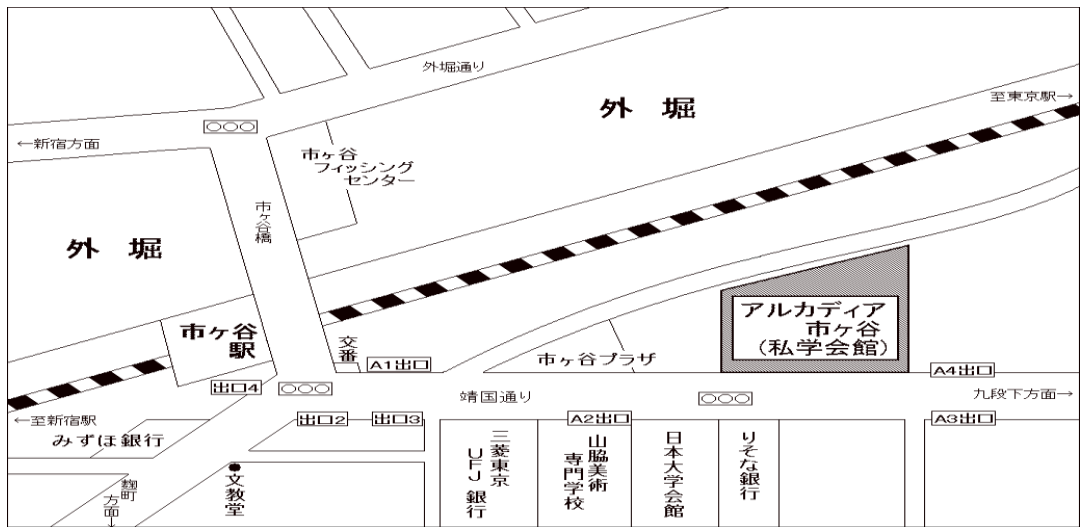 外堀通り
外 堀
至東京駅→
←新宿方面
市ヶ谷
フィッシング
センター
市ヶ谷橋
外 堀
アルカディア
市ヶ谷
(私学会館)
市ヶ谷
駅
交番
市ヶ谷プラザ
A1出口
A4出口
出口4
靖国通り
九段下方面→
←至新宿駅
出口2
出口3
A2出口
A3出口
みずほ銀行
三菱東京
UFJ 銀行
山脇美術
専門学校
日本大学会館
りそな銀行
文教堂
麹町
方面
↓